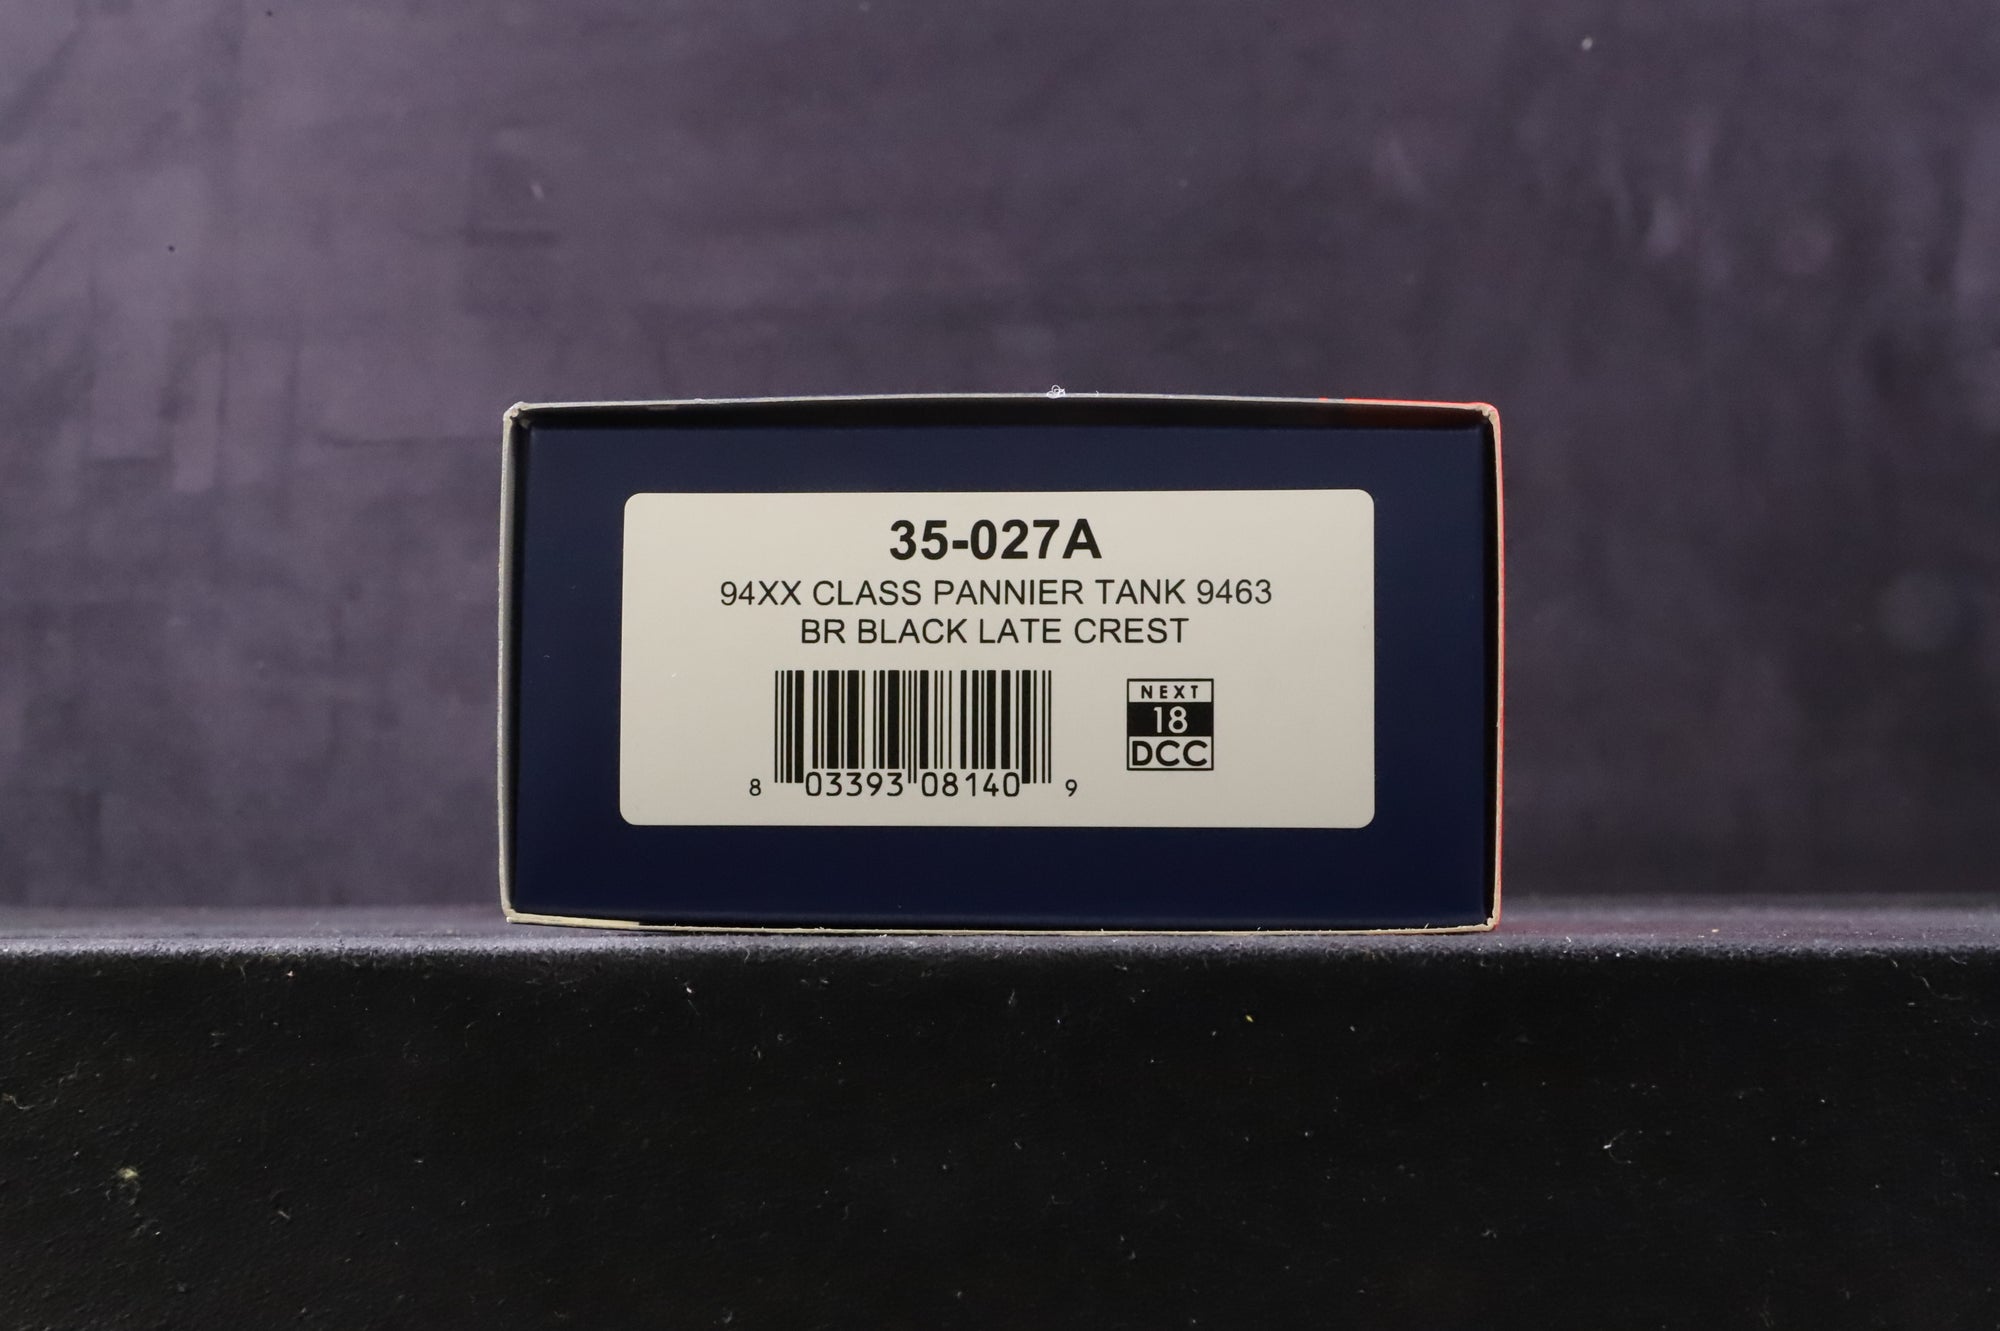 35-027A
94XX CLASS PANNIER TANK 9463
BR BLACK LATE CREST
NEXT
18
DCC
8 03393 08140 9